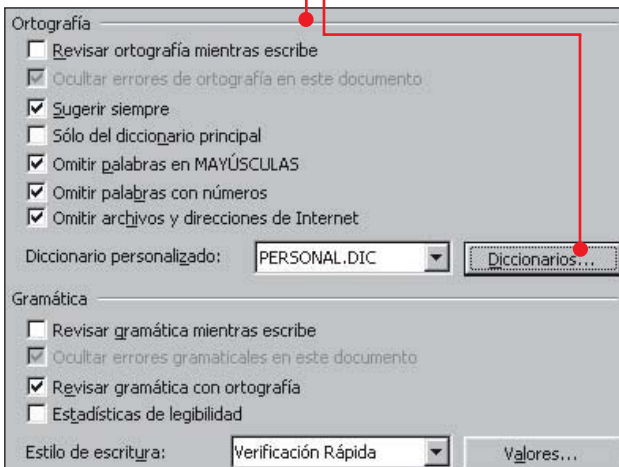 Ortografía
Revisar ortografía mientras escribe
Ocultar errores de ortografía en este documento
Sugerir siempre
Sólo del diccionario principal
Omitir palabras en MAYÚSCULAS
Omitir palabras con números
Omitir archivos y direcciones de Internet
Diccionario personalizado: PERSONAL.DIC Diccionarios...
Gramática
Revisar gramática mientras escribe
Ocultar errores gramaticales en este documento
Revisar gramática con ortografía
Estadísticas de legibilidad
Estilo de escritura: Verificación Rápida Valores...